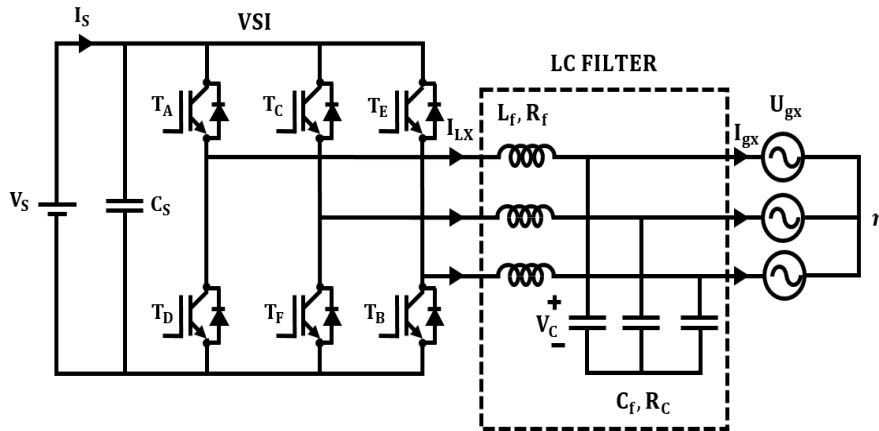 I_S
VSI
LC FILTER
T_A
T_C
T_E
I_LX
L_f, R_f
U_gx
I_gx
V_S
C_S
n
T_D
T_F
T_B
+
V_C
−
C_f, R_C